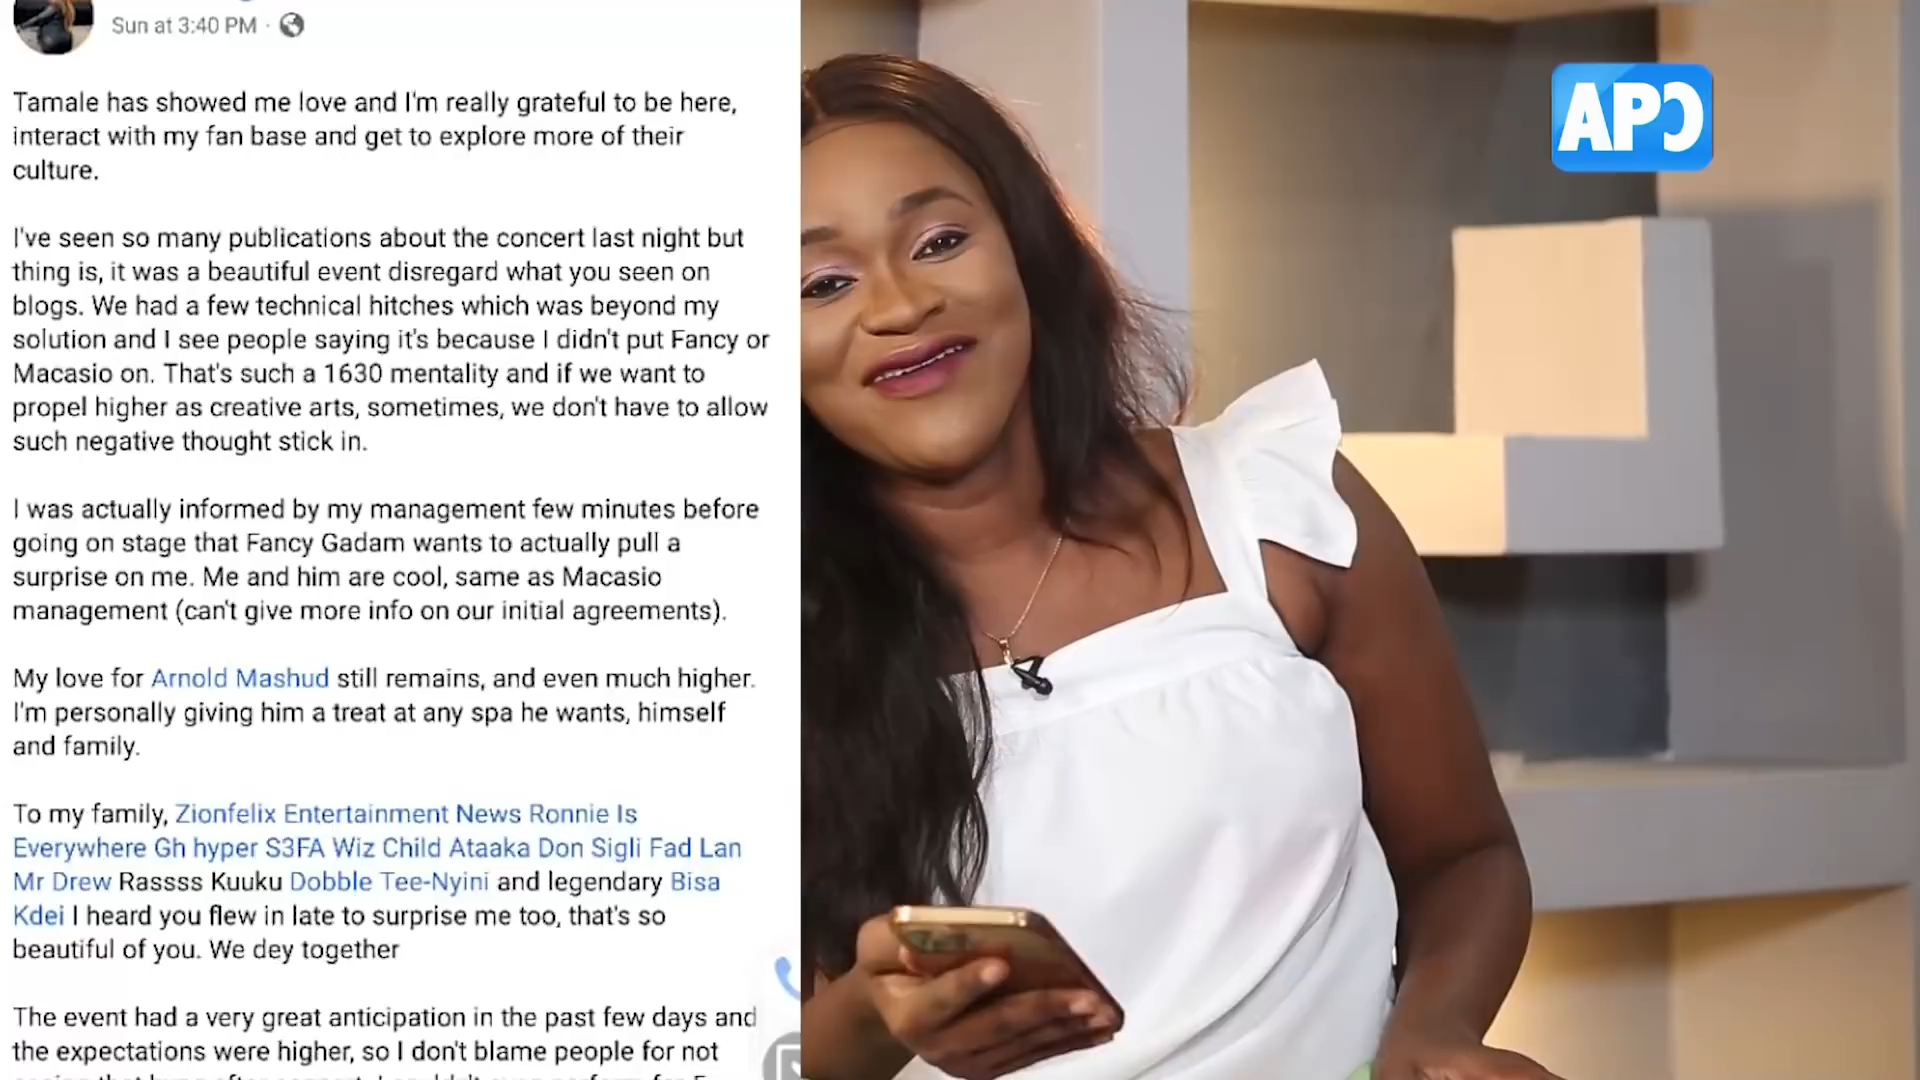 Sun at 3:40 PM ·
Tamale has showed me love and I'm really grateful to be here,
interact with my fan base and get to explore more of their
culture.
I've seen so many publications about the concert last night but
thing is, it was a beautiful event disregard what you seen on
blogs. We had a few technical hitches which was beyond my
solution and I see people saying it's because I didn't put Fancy or
Macasio on. That's such a 1630 mentality and if we want to
propel higher as creative arts, sometimes, we don't have to allow
such negative thought stick in.
I was actually informed by my management few minutes before
going on stage that Fancy Gadam wants to actually pull a
surprise on me. Me and him are cool, same as Macasio
management (can't give more info on our initial agreements).
My love for Arnold Mashud still remains, and even much higher.
I'm personally giving him a treat at any spa he wants, himself
and family.
To my family, Zionfelix Entertainment News Ronnie Is
Everywhere Gh hyper S3FA Wiz Child Ataaka Don Sigli Fad Lan
Mr Drew Rassss Kuuku Dobble Tee-Nyini and legendary Bisa
Kdei I heard you flew in late to surprise me too, that's so
beautiful of you. We dey together
The event had a very great anticipation in the past few days and
the expectations were higher, so I don't blame people for not
APƆ